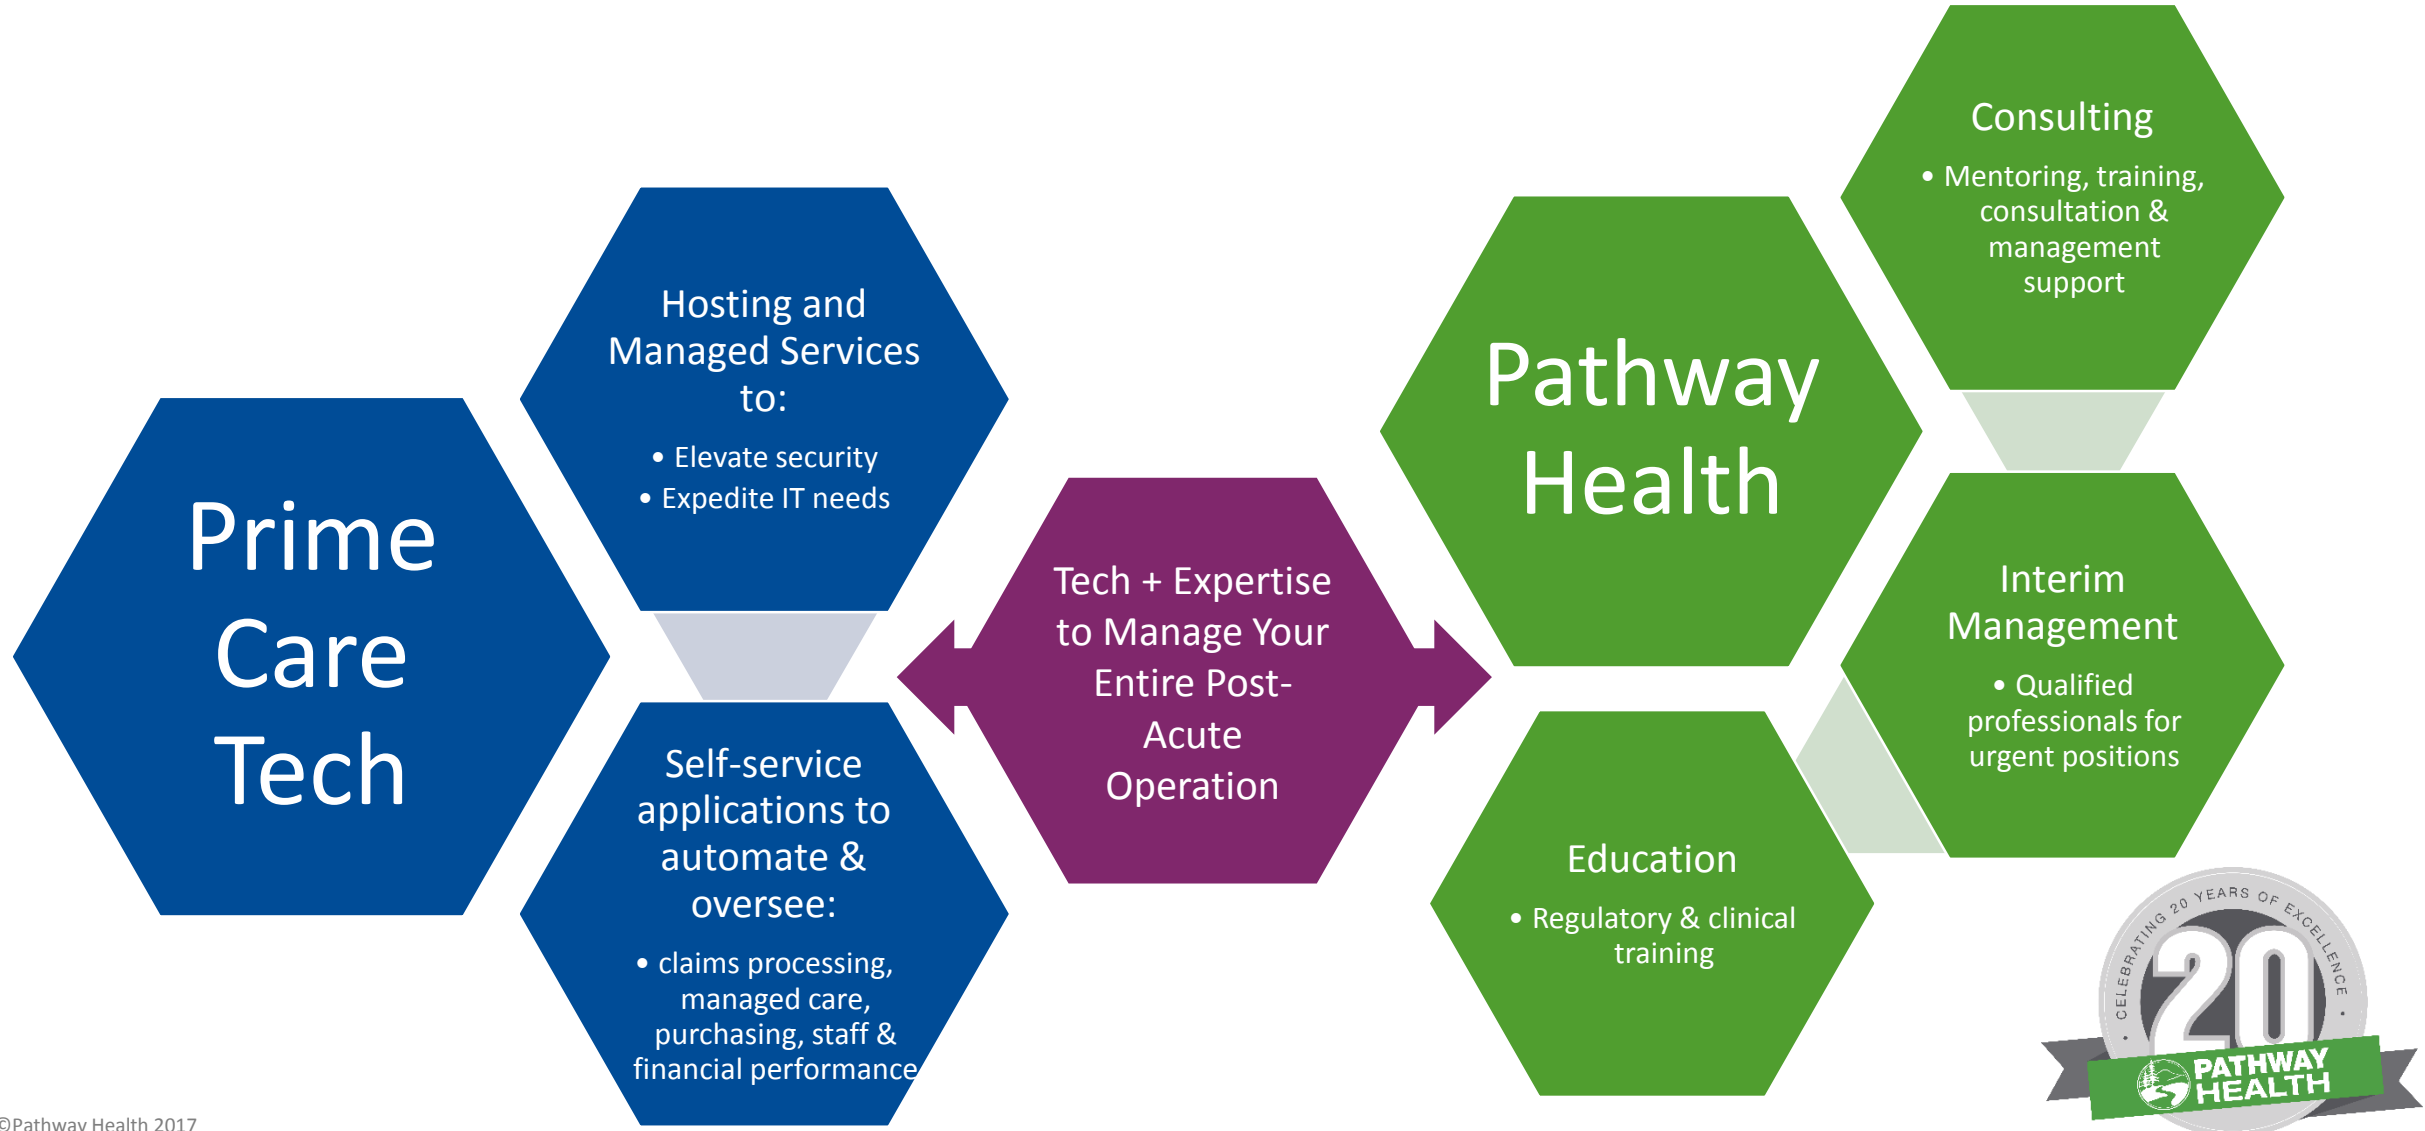 Prime
Care
Tech
Hosting and
Managed Services
to:
• Elevate security
• Expedite IT needs
Self-service
applications to
automate &
oversee:
• claims processing,
managed care,
purchasing, staff &
financial performance
Tech + Expertise
to Manage Your
Entire Post-
Acute
Operation
Pathway
Health
Consulting
• Mentoring, training,
consultation &
management
support
Interim
Management
• Qualified
professionals for
urgent positions
Education
• Regulatory & clinical
training
• CELEBRATING 20 YEARS OF EXCELLENCE •
20
PATHWAY
HEALTH
©Pathway Health 2017